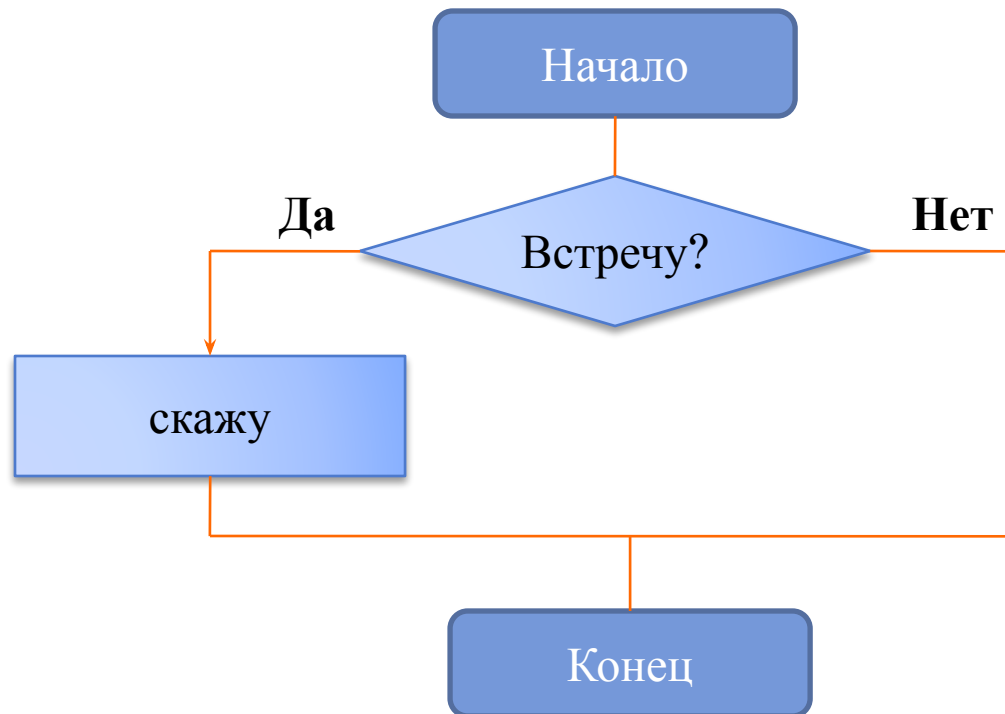 Начало
Да
Нет
Встречу?
скажу
Конец